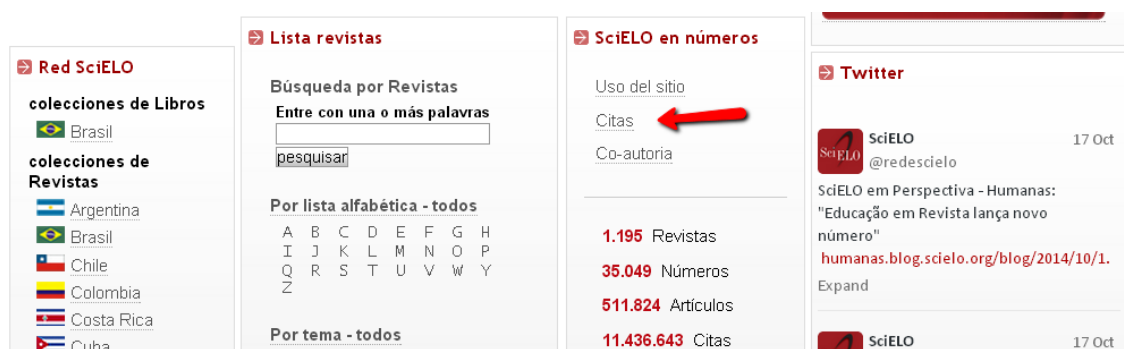 Red SciELO
colecciones de Libros
Brasil
colecciones de
Revistas
Argentina
Brasil
Chile
Colombia
Costa Rica
Cuba
Lista revistas
Búsqueda por Revistas
Entre con una o más palavras
pesquisar
Por lista alfabética - todos
A B C D E F G H
I J K L M N O P
Q R S T U V W Y
Z
Por tema - todos
SciELO en números
Uso del sitio
Citas
Co-autoria
1.195 Revistas
35.049 Números
511.824 Artículos
11.436.643 Citas
Twitter
SciELO
SciELO 17 Oct
@redescielo
SciELO em Perspectiva - Humanas:
"Educação em Revista lança novo
número"
humanas.blog.scielo.org/blog/2014/10/1.
Expand
SciELO 17 Oct